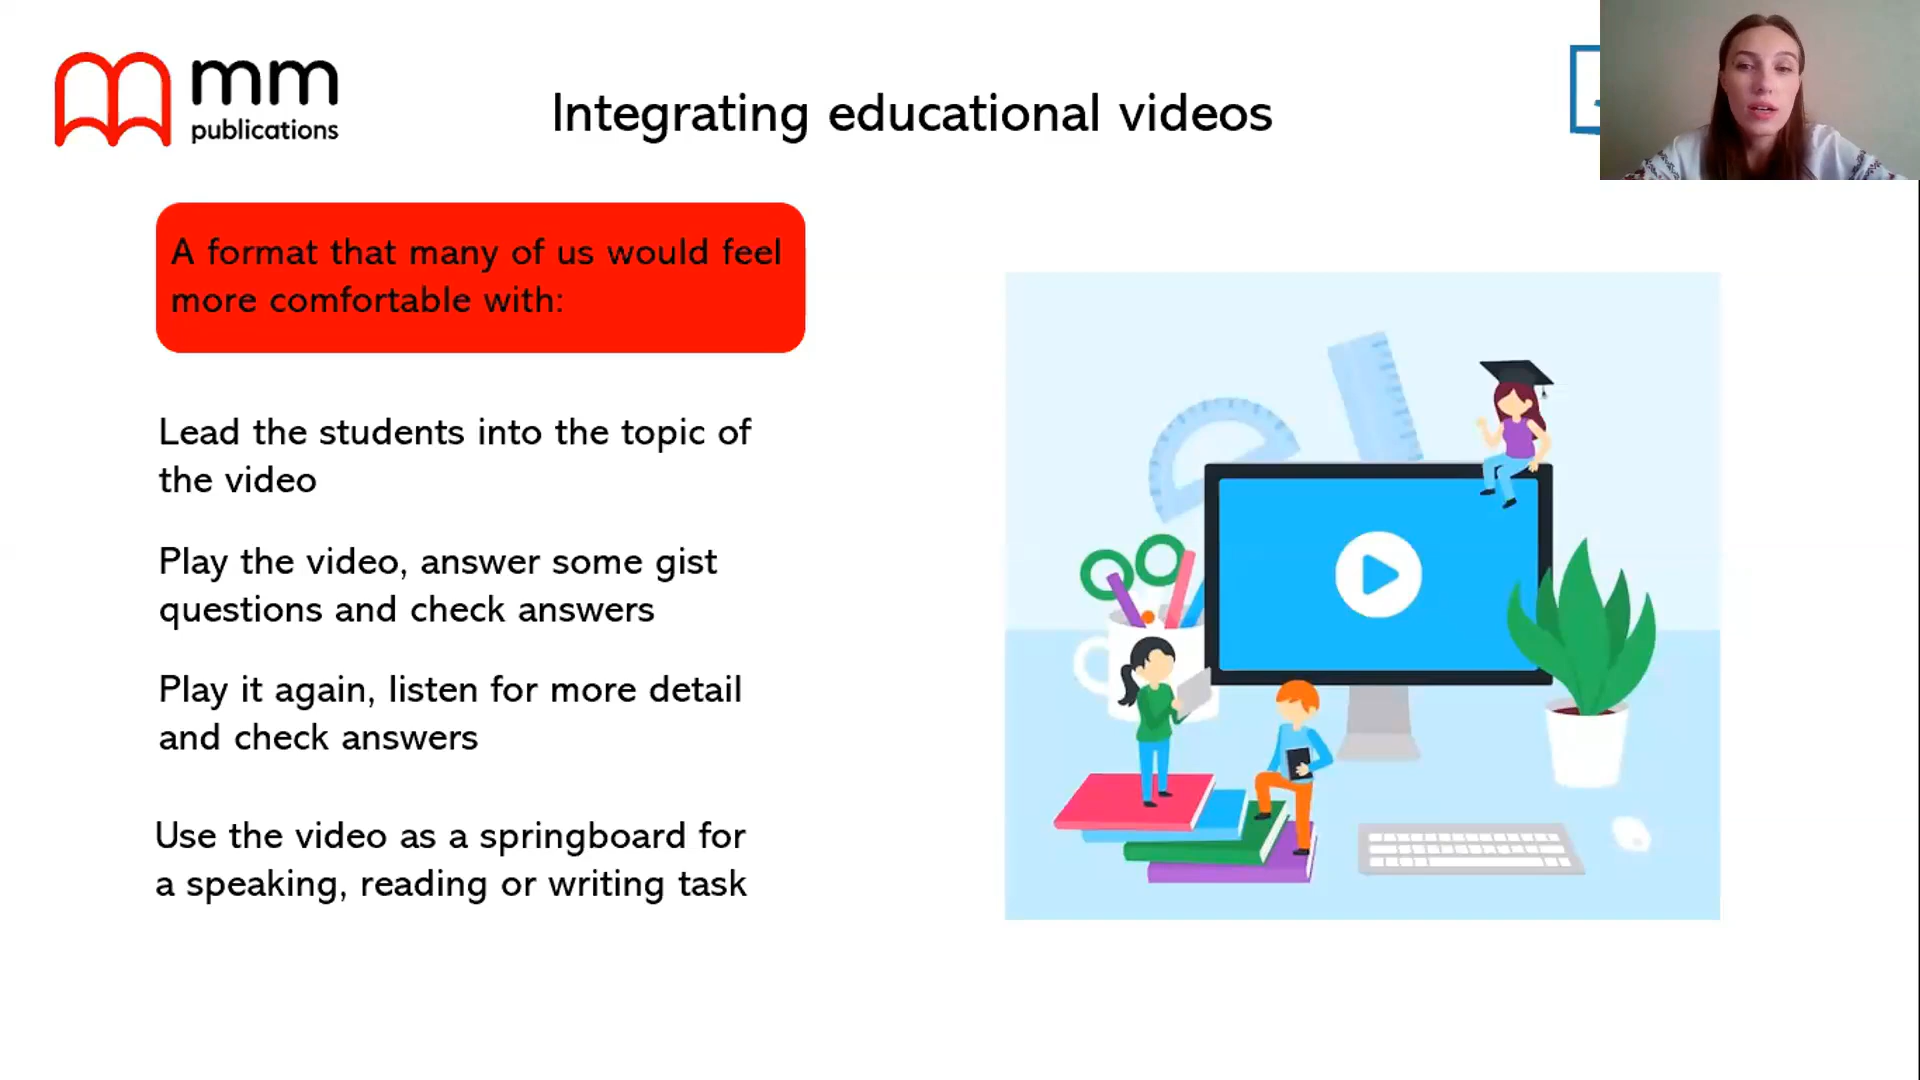 mm
publications
Integrating educational videos
A format that many of us would feel
more comfortable with:
Lead the students into the topic of
the video
Play the video, answer some gist
questions and check answers
Play it again, listen for more detail
and check answers
Use the video as a springboard for
a speaking, reading or writing task